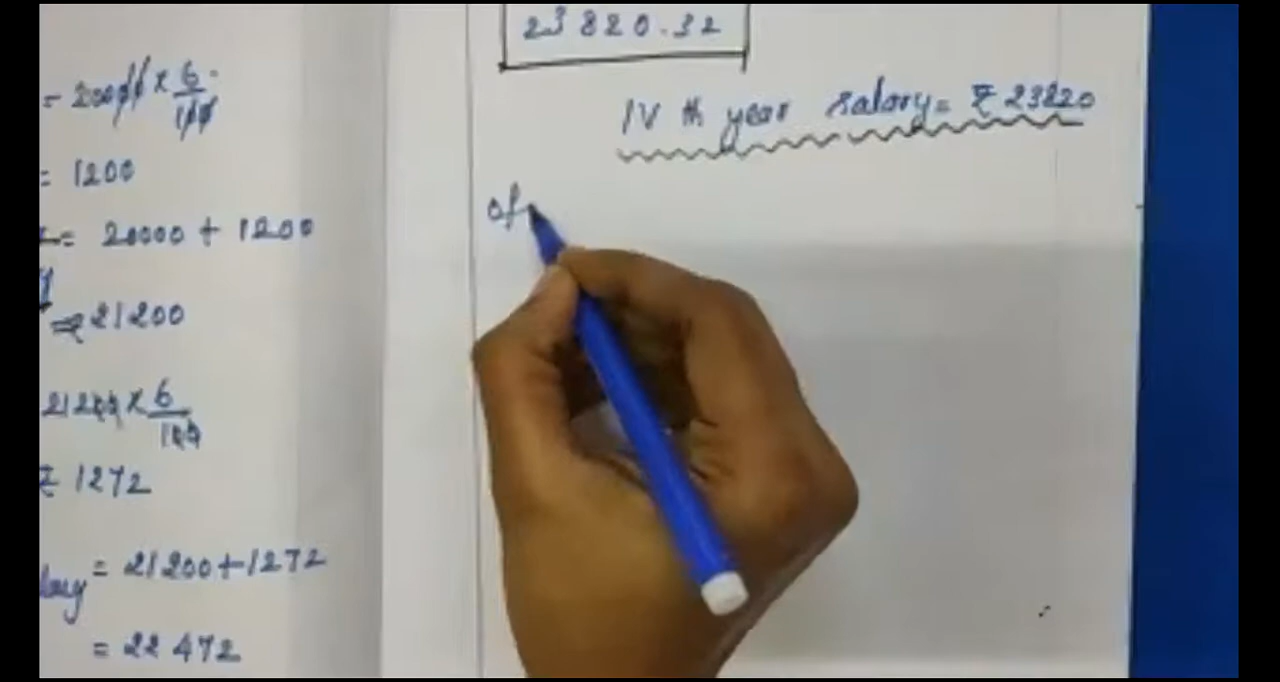 = 20000 x 6/100
= 1200
= 20000 + 1200
= 21200
21200 x 6/100
₹ 1272
= 21200+1272
= 22472
23820.32
IV th year salary = ₹ 23820
of